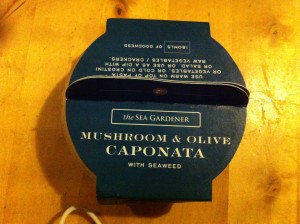 {BOWLS OF GOODNESS}
USE WARM ON TOP OF PASTA
OR VEGETABLES, OR COLD ON CROSTINI
OR SALAD, OR USE AS A DIP WITH
RAW VEGETABLES / CRACKERS
the SEA GARDENER
MUSHROOM & OLIVE
CAPONATA
WITH SEAWEED